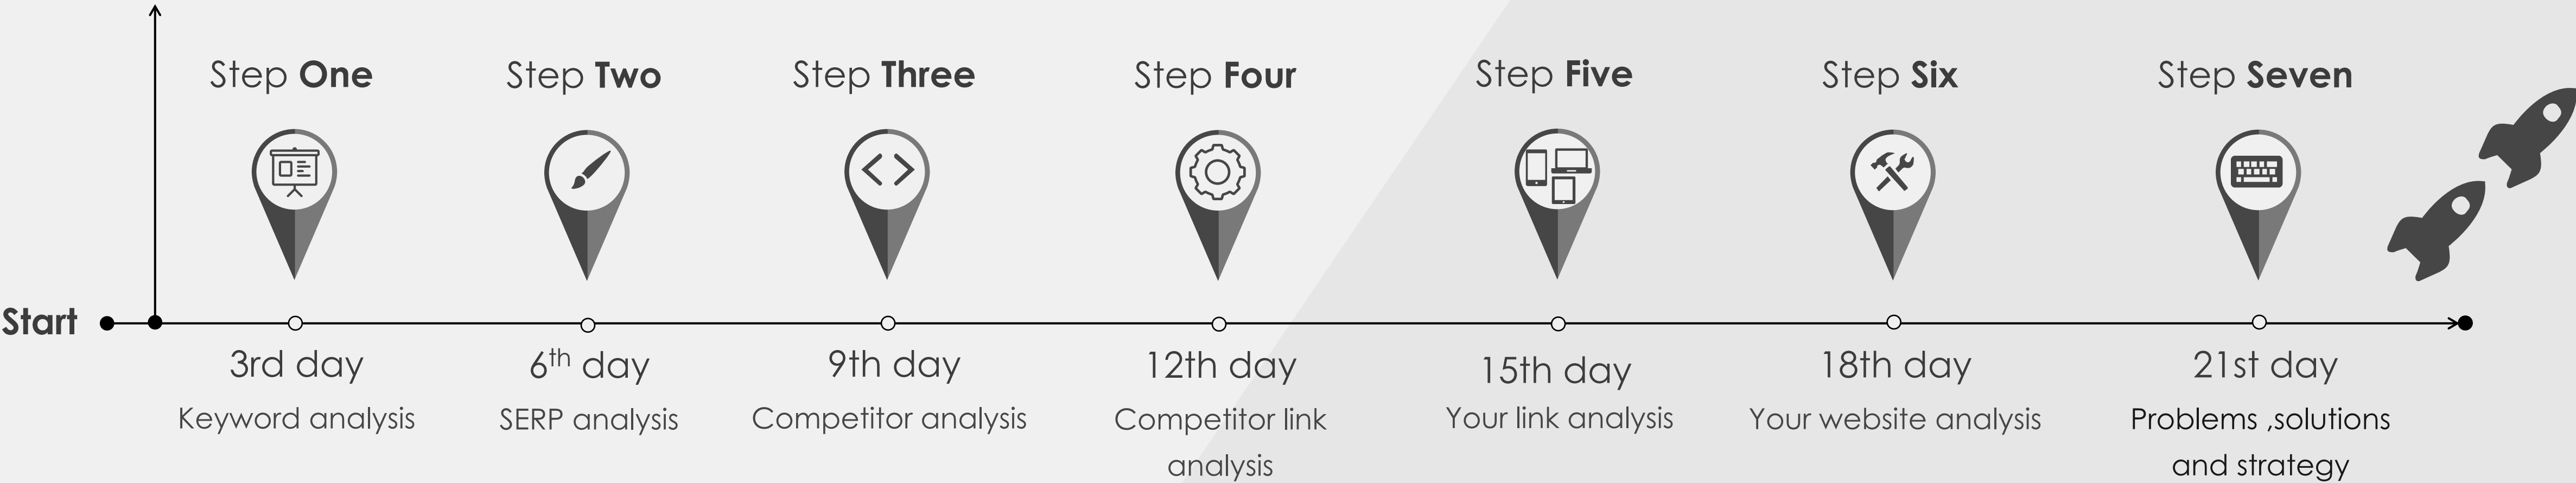 Step One
Step Two
Step Three
Step Four
Step Five
Step Six
Step Seven
Start
3rd day
6th day
9th day
12th day
15th day
18th day
21st day
Keyword analysis
SERP analysis
Competitor analysis
Competitor link
analysis
Your link analysis
Your website analysis
Problems ,solutions
and strategy